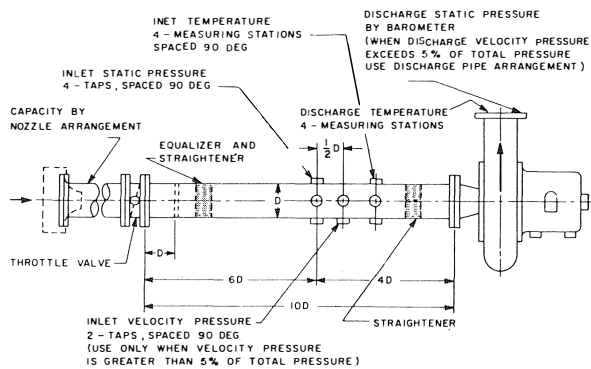 INET TEMPERATURE
4 - MEASURING STATIONS
SPACED 90 DEG
DISCHARGE STATIC PRESSURE
BY BAROMETER
(WHEN DISCHARGE VELOCITY PRESSURE
EXCEEDS 5% OF TOTAL PRESSURE
USE DISCHARGE PIPE ARRANGEMENT)
INLET STATIC PRESSURE
4 - TAPS, SPACED 90 DEG
CAPACITY BY
NOZZLE ARRANGEMENT
EQUALIZER AND
STRAIGHTENER
DISCHARGE TEMPERATURE
4 - MEASURING STATIONS
1/2 D
D
THROTTLE VALVE
D
6D
4D
10D
INLET VELOCITY PRESSURE
2 - TAPS, SPACED 90 DEG
(USE ONLY WHEN VELOCITY PRESSURE
IS GREATER THAN 5% OF TOTAL PRESSURE)
STRAIGHTENER